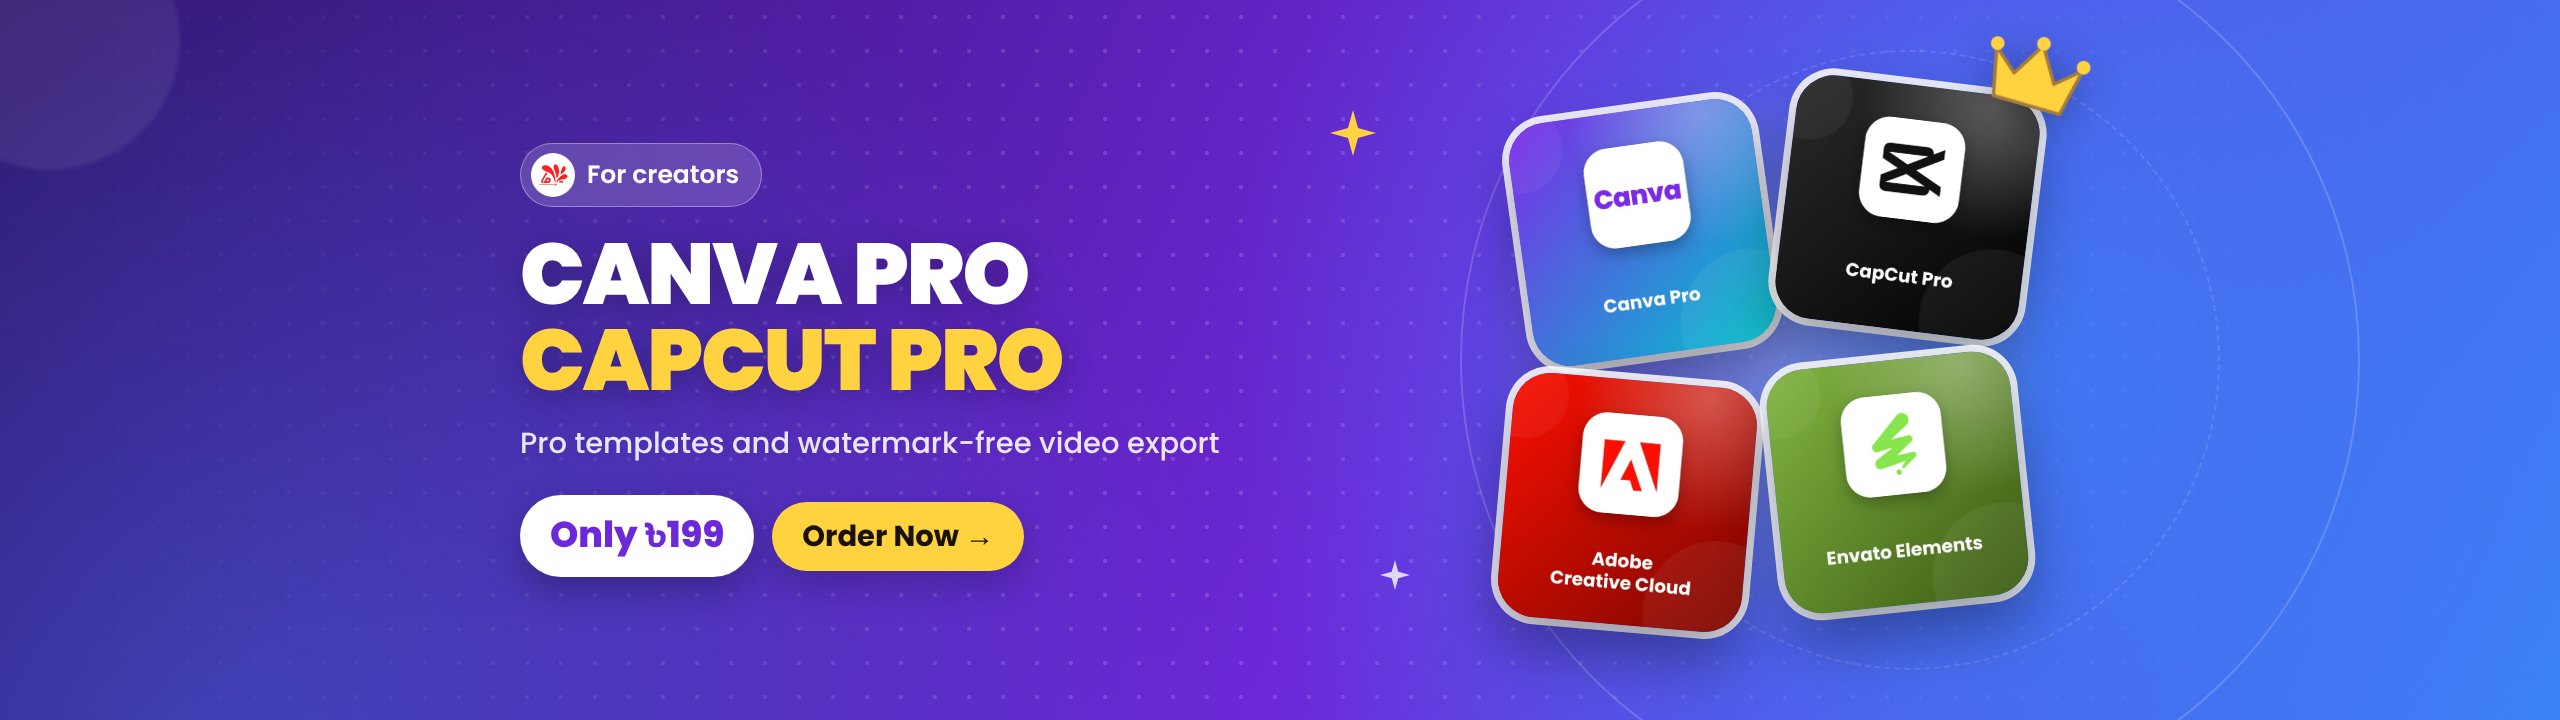 For creators
CANVA PRO
CAPCUT PRO
Pro templates and watermark-free video export
Only ৳199
Order Now →
Canva
Canva Pro
CapCut Pro
Adobe
Creative Cloud
Envato Elements